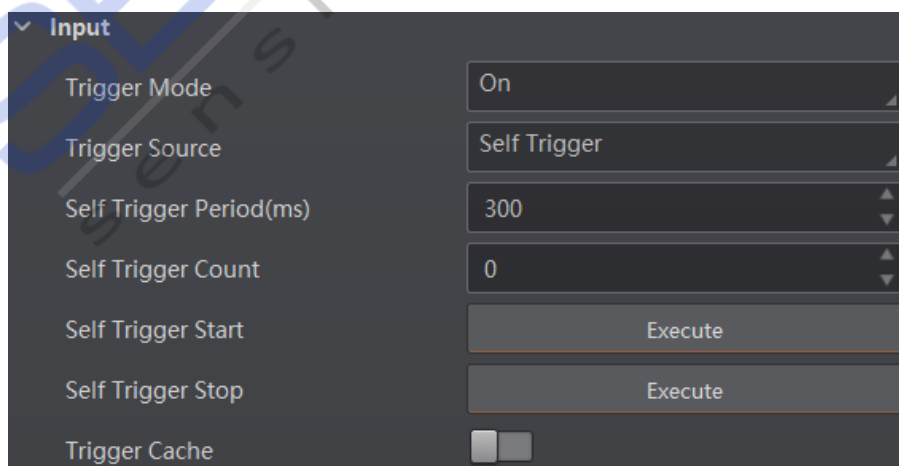 Input
Trigger Mode On
Trigger Source Self Trigger
Self Trigger Period(ms) 300
Self Trigger Count 0
Self Trigger Start Execute
Self Trigger Stop Execute
Trigger Cache